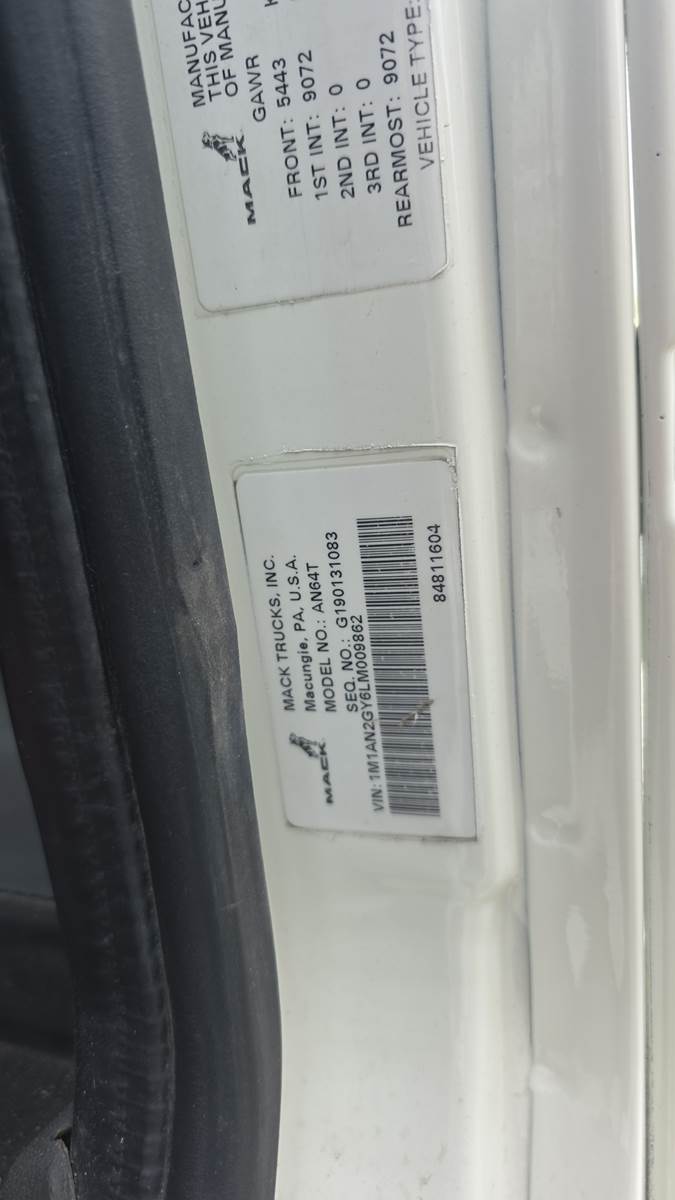 MANUFAC
THIS VEH
OF MANU
MACK
GAWR
FRONT: 5443
1ST INT: 9072
2ND INT: 0
3RD INT: 0
REARMOST: 9072
VEHICLE TYPE:
MACK
MACK TRUCKS, INC.
Macungie, PA, U.S.A.
MODEL NO.: AN64T
SEQ. NO.: G190131083
VIN: 1M1AN2GY6LM009862
84811604